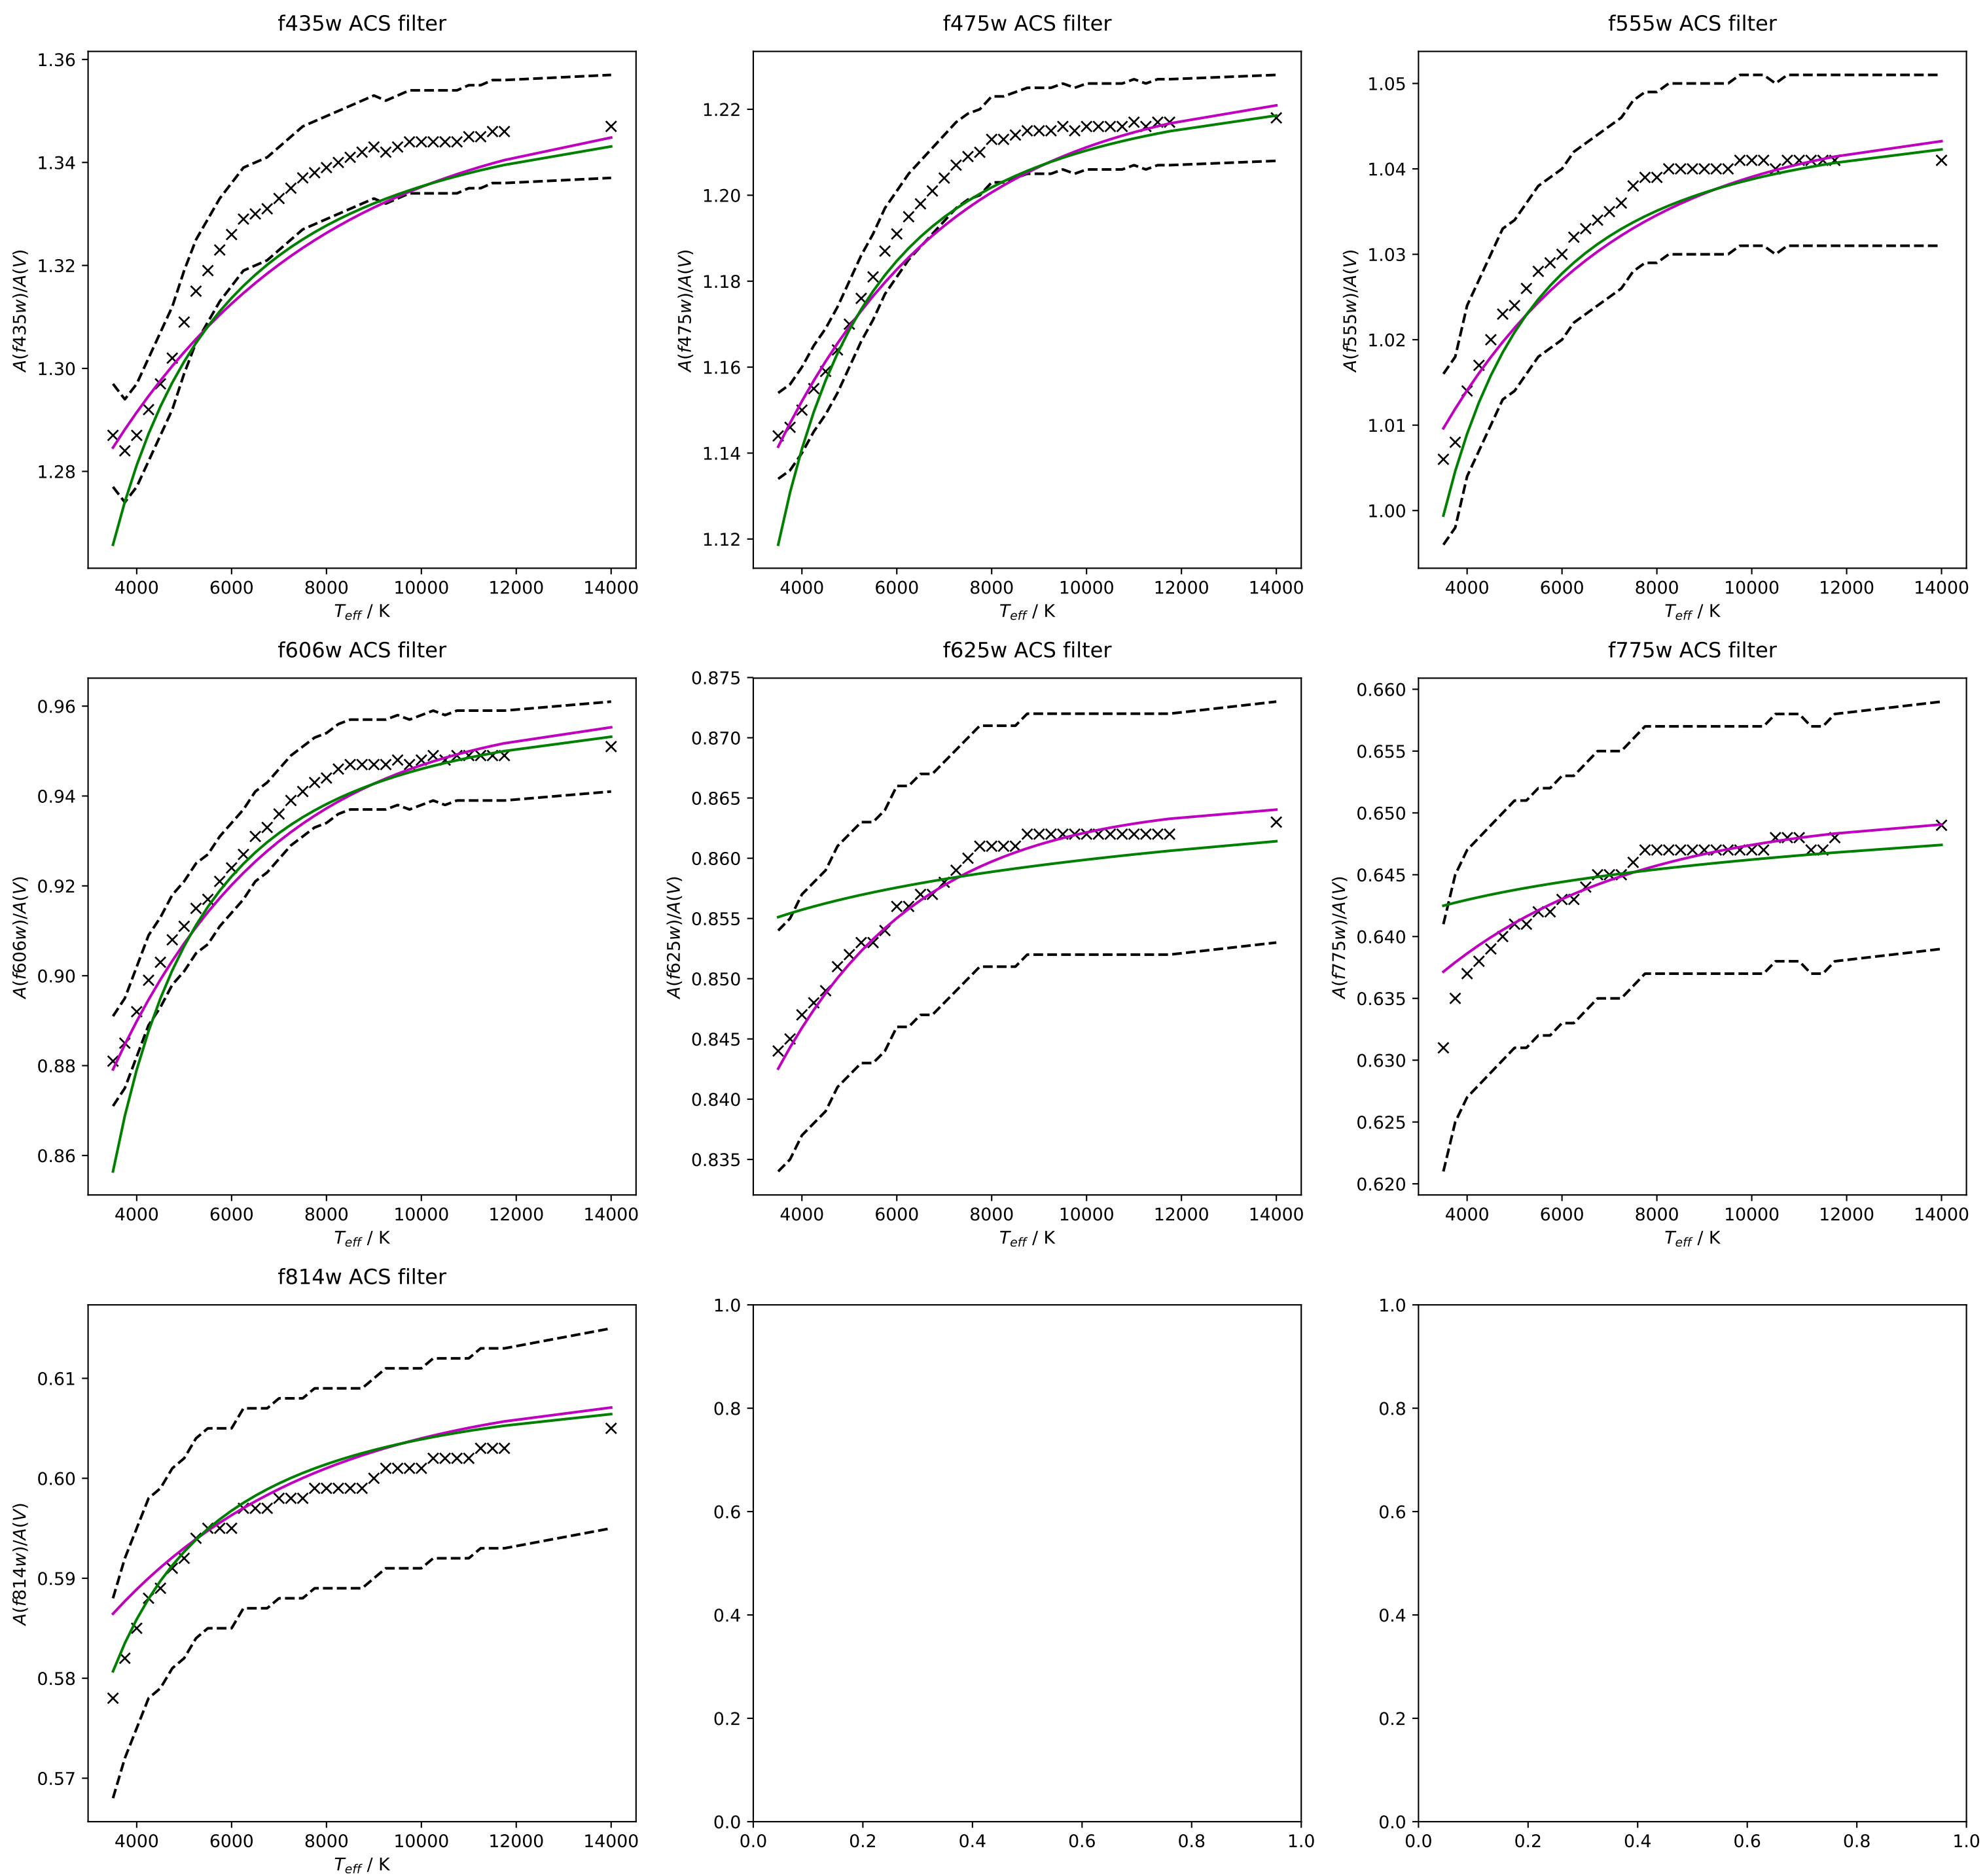 f435w ACS filter
1.36
1.34
1.32
1.30
1.28
A(f435w)/A(V)
4000 6000 8000 10000 12000 14000
T_eff / K
f475w ACS filter
1.22
1.20
1.18
1.16
1.14
1.12
A(f475w)/A(V)
4000 6000 8000 10000 12000 14000
T_eff / K
f555w ACS filter
1.05
1.04
1.03
1.02
1.01
1.00
A(f555w)/A(V)
4000 6000 8000 10000 12000 14000
T_eff / K
f606w ACS filter
0.96
0.94
0.92
0.90
0.88
0.86
A(f606w)/A(V)
4000 6000 8000 10000 12000 14000
T_eff / K
f625w ACS filter
0.875
0.870
0.865
0.860
0.855
0.850
0.845
0.840
0.835
A(f625w)/A(V)
4000 6000 8000 10000 12000 14000
T_eff / K
f775w ACS filter
0.660
0.655
0.650
0.645
0.640
0.635
0.630
0.625
0.620
A(f775w)/A(V)
4000 6000 8000 10000 12000 14000
T_eff / K
f814w ACS filter
0.61
0.60
0.59
0.58
0.57
A(f814w)/A(V)
4000 6000 8000 10000 12000 14000
T_eff / K
1.0
0.8
0.6
0.4
0.2
0.0
0.0 0.2 0.4 0.6 0.8 1.0
1.0
0.8
0.6
0.4
0.2
0.0
0.0 0.2 0.4 0.6 0.8 1.0